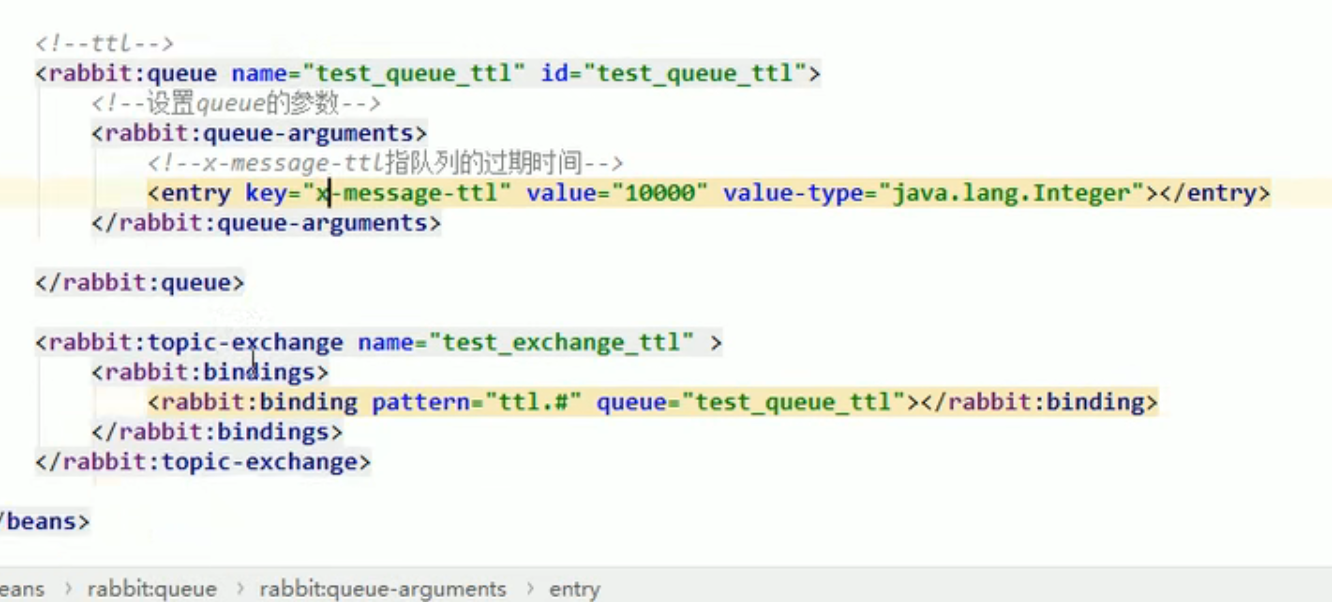 <!--ttl-->
<rabbit:queue name="test_queue_ttl" id="test_queue_ttl">
<!--设置queue的参数-->
<rabbit:queue-arguments>
<!--x-message-ttl指队列的过期时间-->
<entry key="x-message-ttl" value="10000" value-type="java.lang.Integer"></entry>
</rabbit:queue-arguments>
</rabbit:queue>
<rabbit:topic-exchange name="test_exchange_ttl" >
<rabbit:bindings>
<rabbit:binding pattern="ttl.#" queue="test_queue_ttl"></rabbit:binding>
</rabbit:bindings>
</rabbit:topic-exchange>
/beans>
eans › rabbit:queue › rabbit:queue-arguments › entry